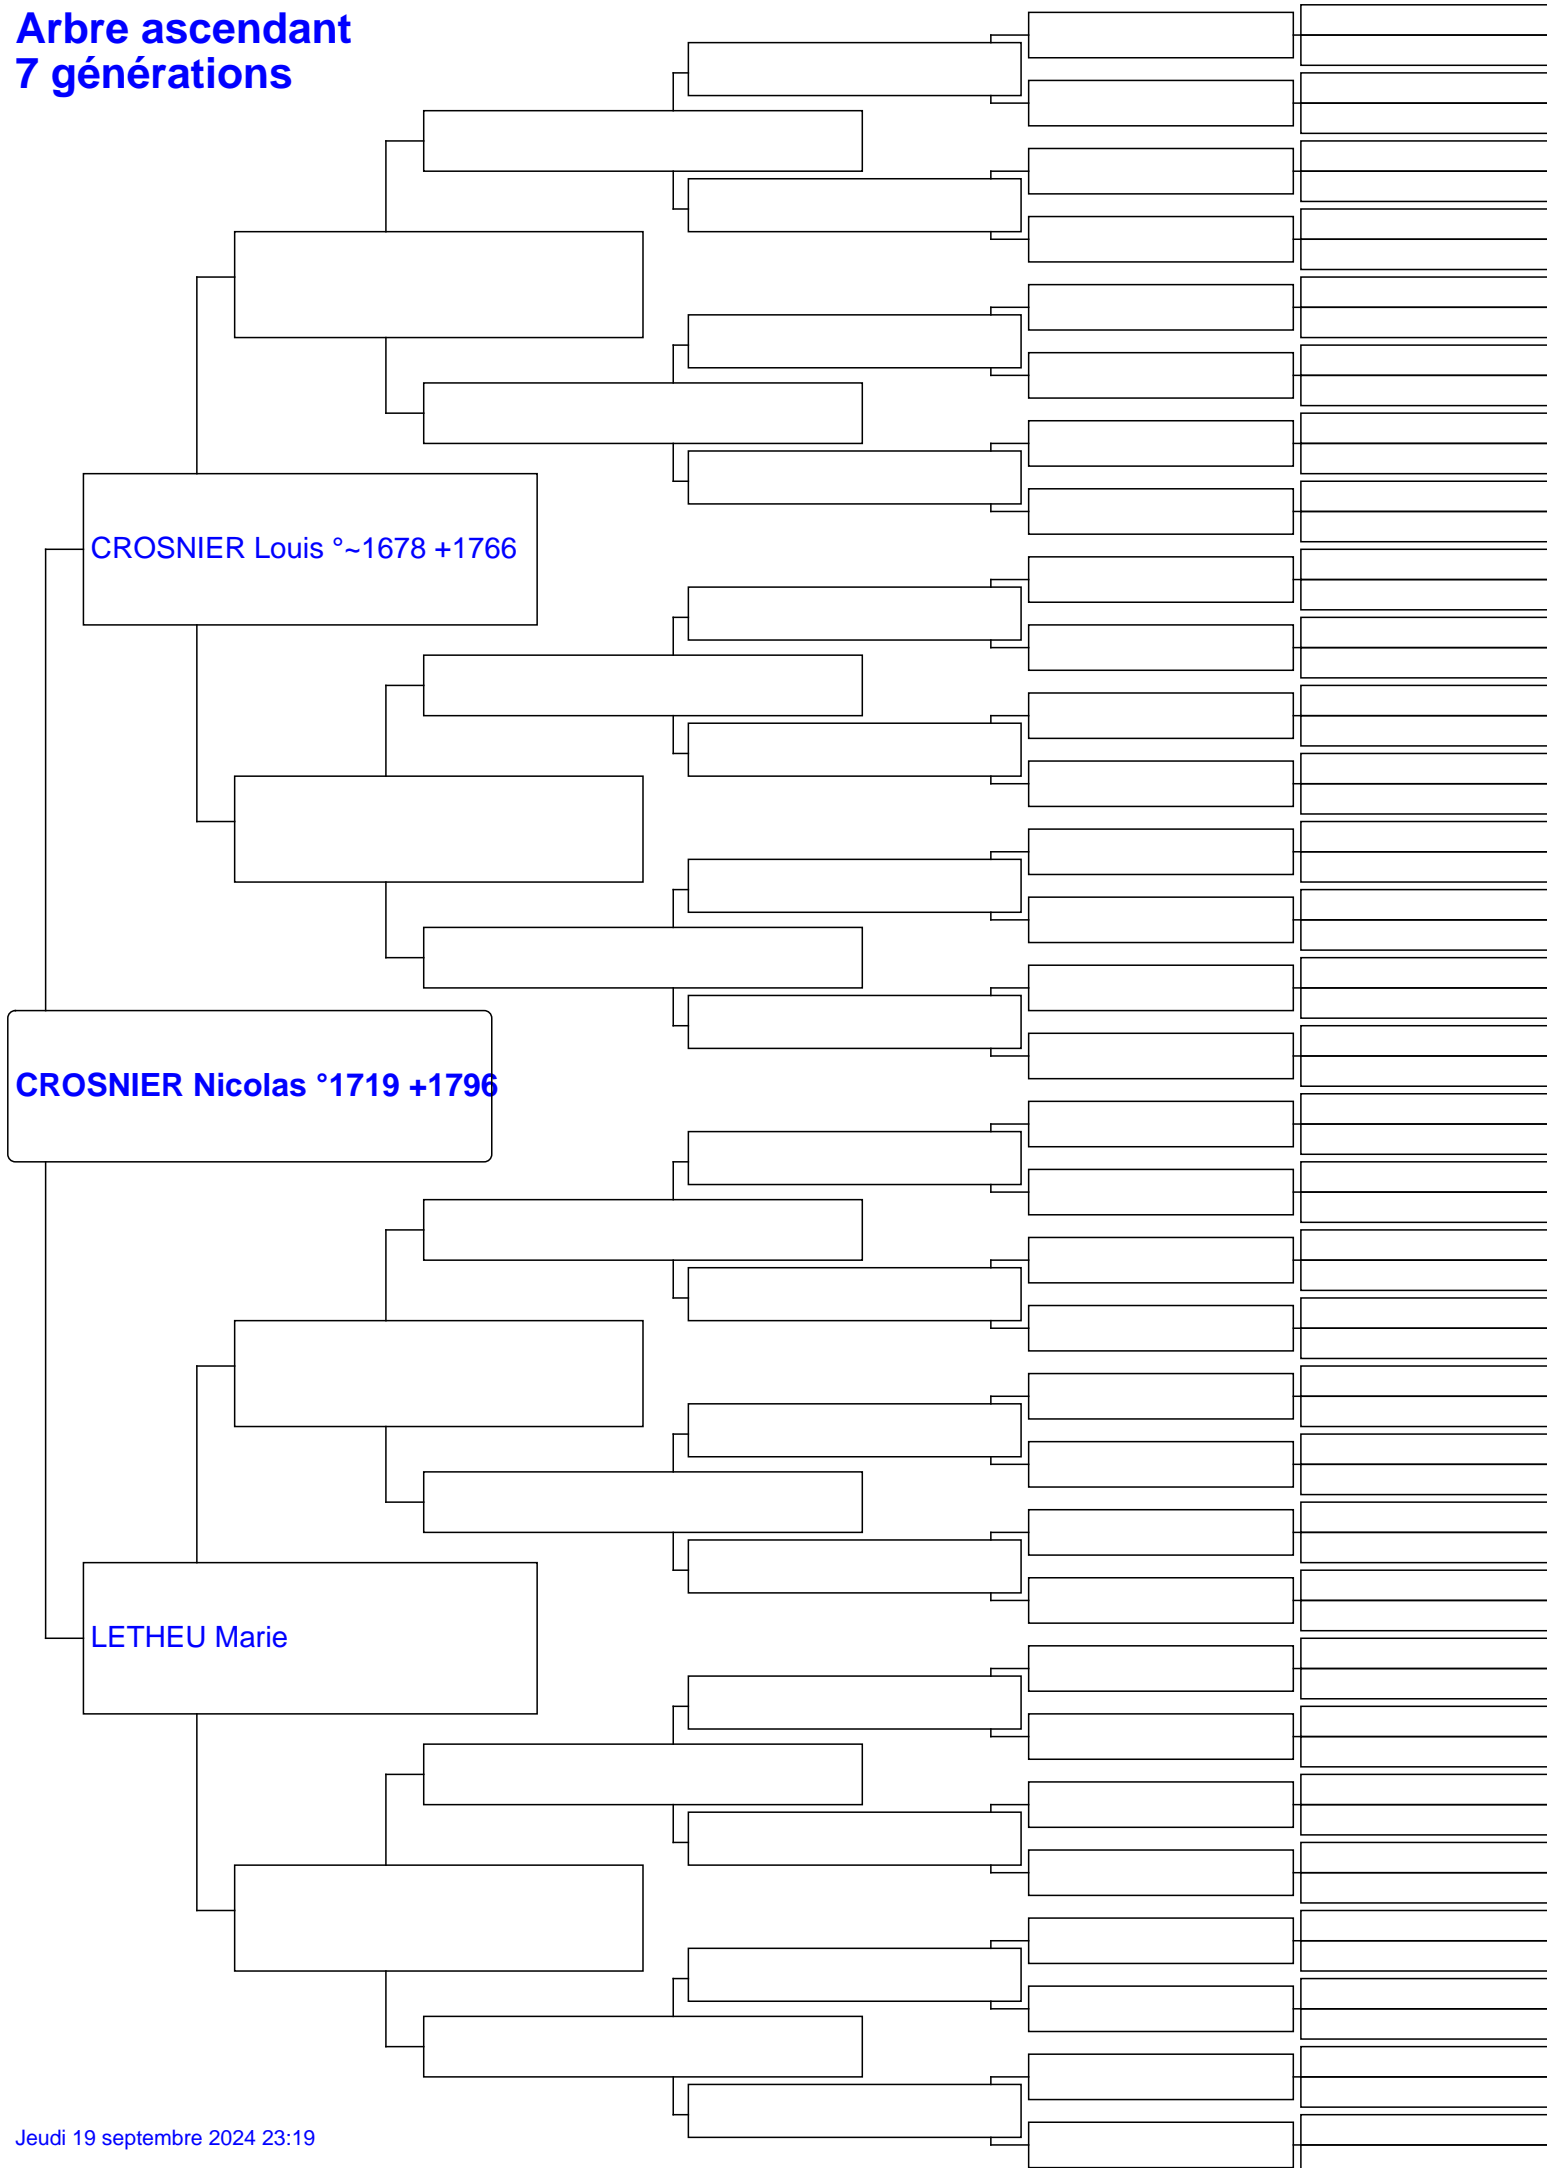 Arbre ascendant
7 générations
CROSNIER Louis °~1678 +1766
CROSNIER Nicolas °1719 +1796
LETHEU Marie
Jeudi 19 septembre 2024 23:19